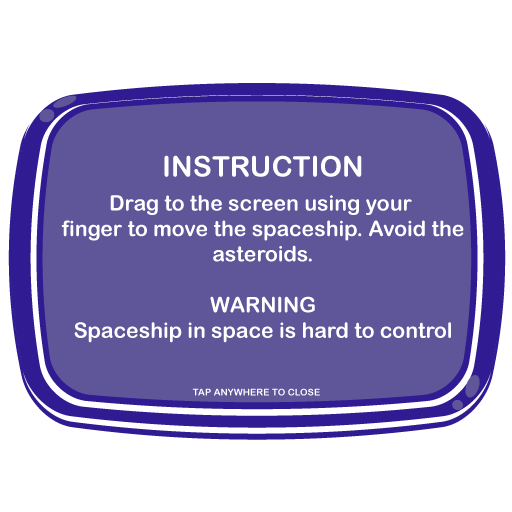 INSTRUCTION
Drag to the screen using your
finger to move the spaceship. Avoid the
asteroids.
WARNING
Spaceship in space is hard to control
TAP ANYWHERE TO CLOSE